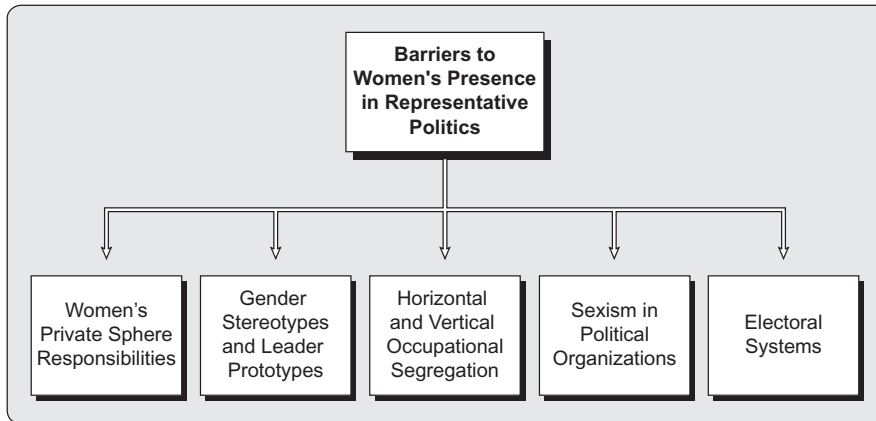 Barriers to
Women's Presence
in Representative
Politics
Women’s
Private Sphere
Responsibilities
Gender
Stereotypes
and Leader
Prototypes
Horizontal
and Vertical
Occupational
Segregation
Sexism in
Political
Organizations
Electoral
Systems